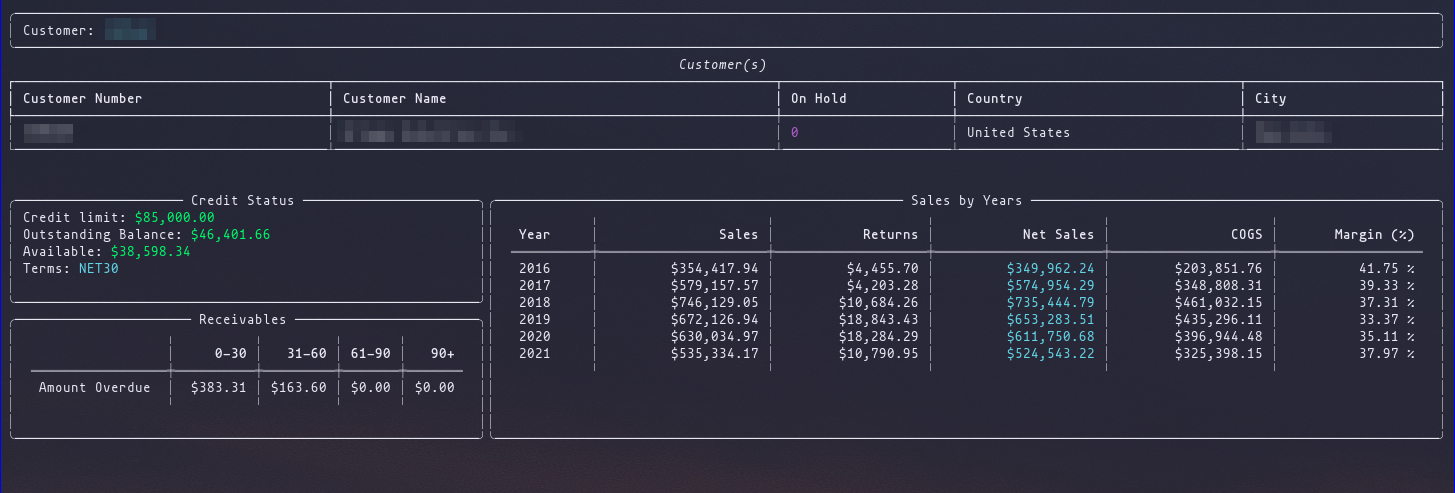 Customer:
Customer(s)
Customer Number Customer Name On Hold Country City
0 United States
Credit Status
Credit limit: $85,000.00
Outstanding Balance: $46,401.66
Available: $38,598.34
Terms: NET30
Receivables
0-30 31-60 61-90 90+
Amount Overdue $383.31 $163.60 $0.00 $0.00
Sales by Years
Year Sales Returns Net Sales COGS Margin (%)
2016 $354,417.94 $4,455.70 $349,962.24 $203,851.76 41.75 %
2017 $579,157.57 $4,203.28 $574,954.29 $348,808.31 39.33 %
2018 $746,129.05 $10,684.26 $735,444.79 $461,032.15 37.31 %
2019 $672,126.94 $18,843.43 $653,283.51 $435,296.11 33.37 %
2020 $630,034.97 $18,284.29 $611,750.68 $396,944.48 35.11 %
2021 $535,334.17 $10,790.95 $524,543.22 $325,398.15 37.97 %